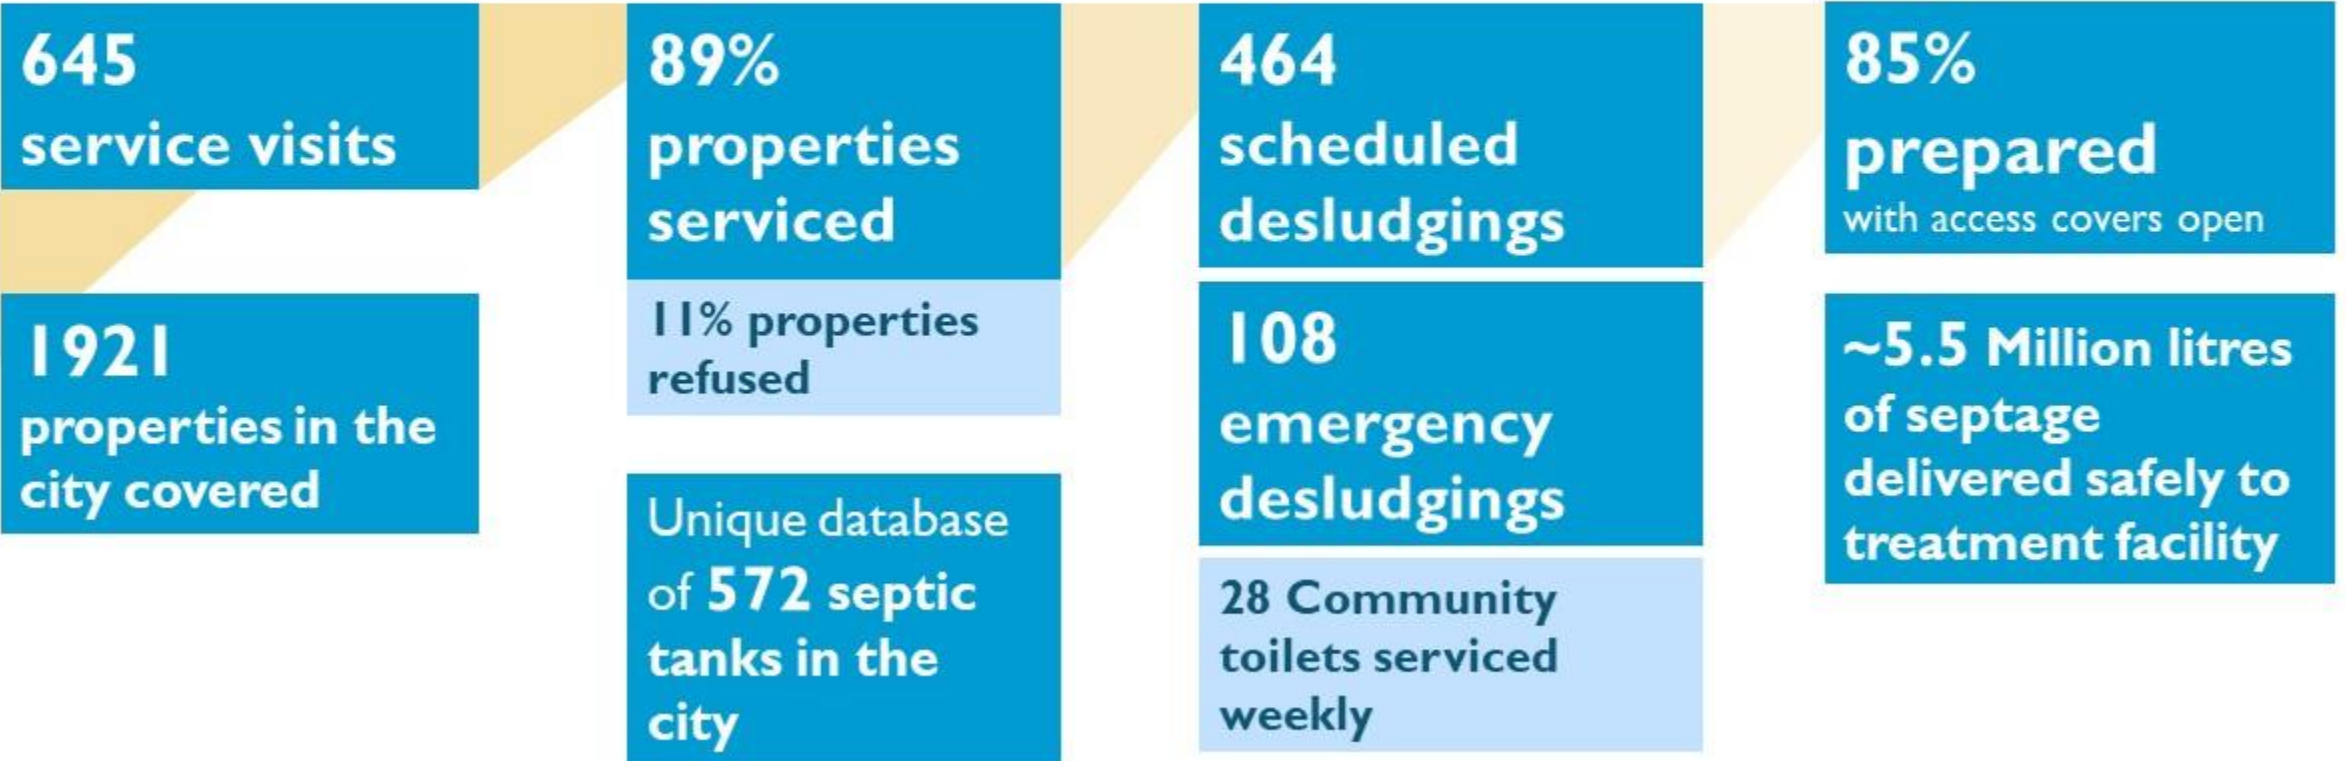 645
service visits
1921
properties in the
city covered
89%
properties
serviced
11% properties
refused
Unique database
of 572 septic
tanks in the
city
464
scheduled
desludgings
108
emergency
desludgings
28 Community
toilets serviced
weekly
85%
prepared
with access covers open
~5.5 Million litres
of septage
delivered safely to
treatment facility